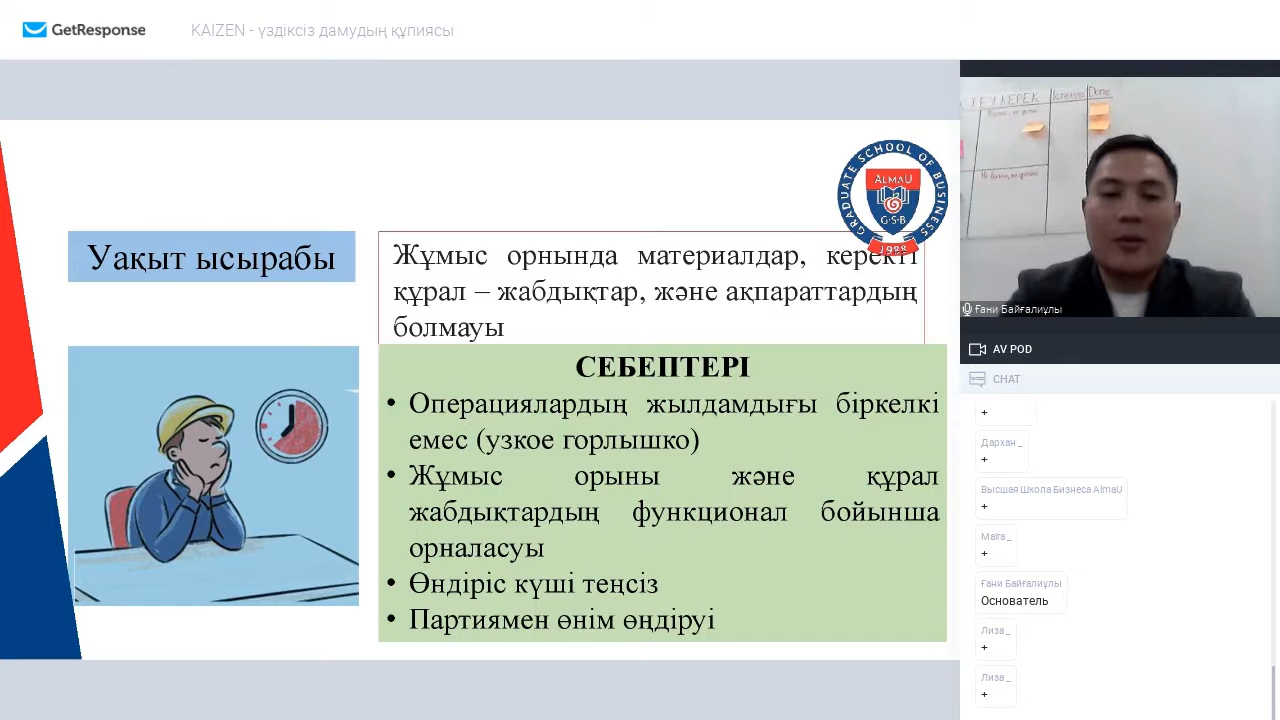 GetResponse
KAIZEN - үздіксіз дамудың құпиясы
GRADUATE SCHOOL OF BUSINESS
ALMAU
G·S·B
1988
Уақыт ысырабы
Жұмыс орнында материалдар, керекті
құрал – жабдықтар, және ақпараттардың
болмауы
СЕБЕПТЕРІ
• Операциялардың жылдамдығы біркелкі
емес (узкое горлышко)
• Жұмыс орыны және құрал
жабдықтардың функционал бойынша
орналасуы
• Өндіріс күші теңсіз
• Партиямен өнім өңдіруі
КЕРЕК
Done
Ғани Байғалиұлы
AV POD
CHAT
+
Дархан _
+
Высшая Школа Бизнеса AlmaU
+
Maira _
+
Ғани Байғалиұлы
Основатель
Лиза _
+
Лиза _
+